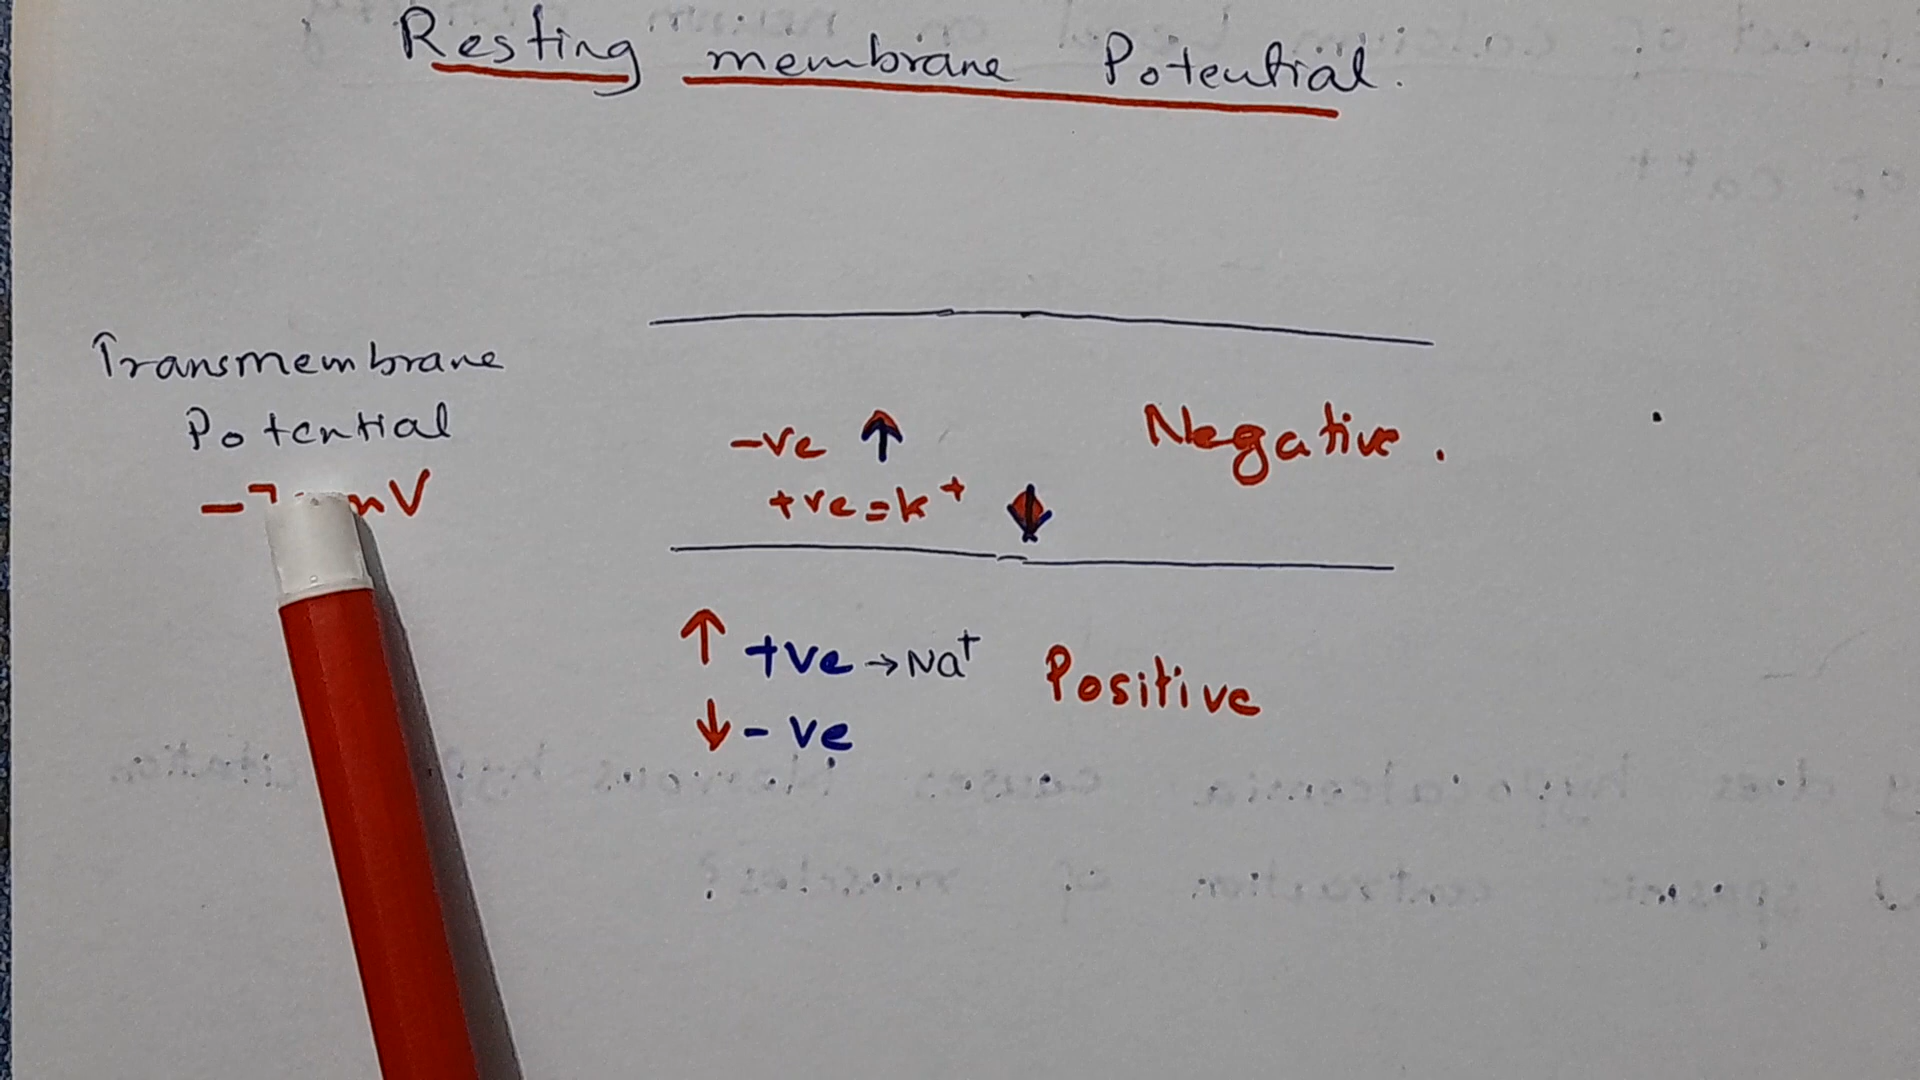 Resting membrane Potential.
Transmembrane
Potential
-ve ↑ Negative.
+ve = K⁺ ↓
↑ +ve → Na⁺ Positive
↓ - ve